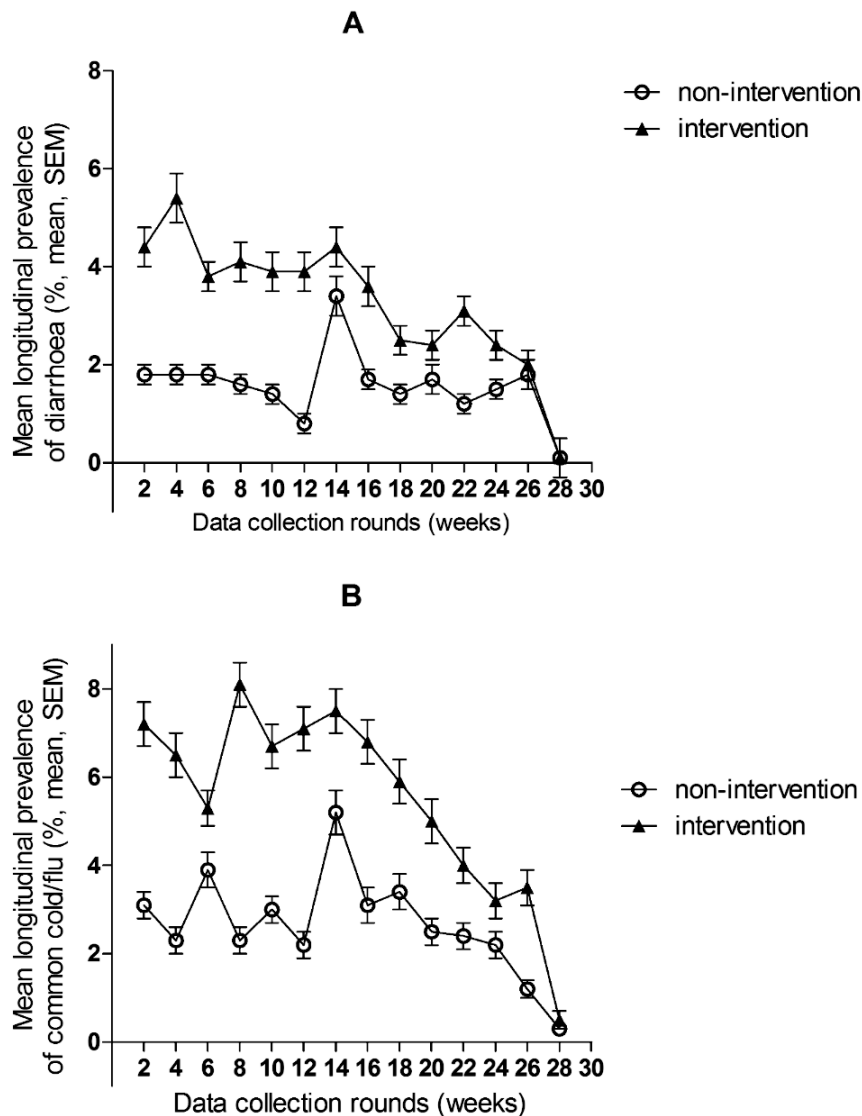 A
Mean longitudinal prevalence
of diarrhoea (%, mean, SEM)
8
6
4
2
0
2 4 6 8 10 12 14 16 18 20 22 24 26 28 30
Data collection rounds (weeks)
non-intervention
intervention
B
Mean longitudinal prevalence
of common cold/flu (%, mean, SEM)
8
6
4
2
0
2 4 6 8 10 12 14 16 18 20 22 24 26 28 30
Data collection rounds (weeks)
non-intervention
intervention